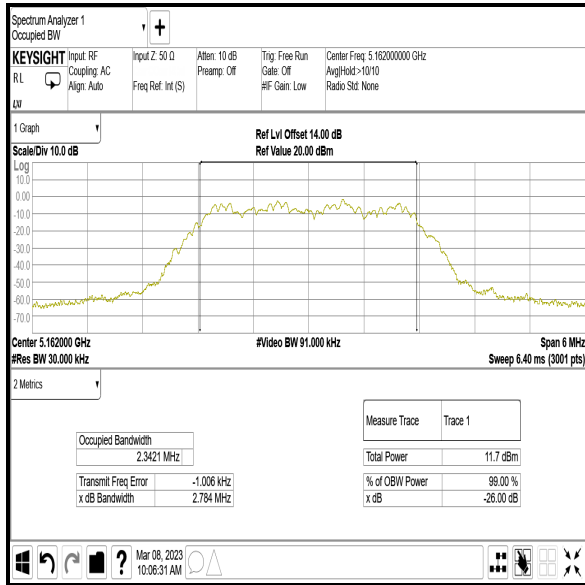 Spectrum Analyzer 1
Occupied BW
KEYSIGHT
RL
LXI
Input: RF
Coupling: AC
Align: Auto
Input Z: 50 Ω
Freq Ref: Int (S)
Atten: 10 dB
Preamp: Off
Trig: Free Run
Gate: Off
#IF Gain: Low
Center Freq: 5.162000000 GHz
Avg|Hold:>10/10
Radio Std: None
1 Graph
Scale/Div 10.0 dB
Ref Lvl Offset 14.00 dB
Ref Value 20.00 dBm
Log
10.0
0.00
-10.0
-20.0
-30.0
-40.0
-50.0
-60.0
-70.0
Center 5.162000 GHz
#Res BW 30.000 kHz
#Video BW 91.000 kHz
Span 6 MHz
Sweep 6.40 ms (3001 pts)
2 Metrics
Occupied Bandwidth
2.3421 MHz
Transmit Freq Error -1.006 kHz
x dB Bandwidth 2.784 MHz
Measure Trace Trace 1
Total Power 11.7 dBm
% of OBW Power 99.00 %
x dB -26.00 dB
Mar 08, 2023
10:06:31 AM